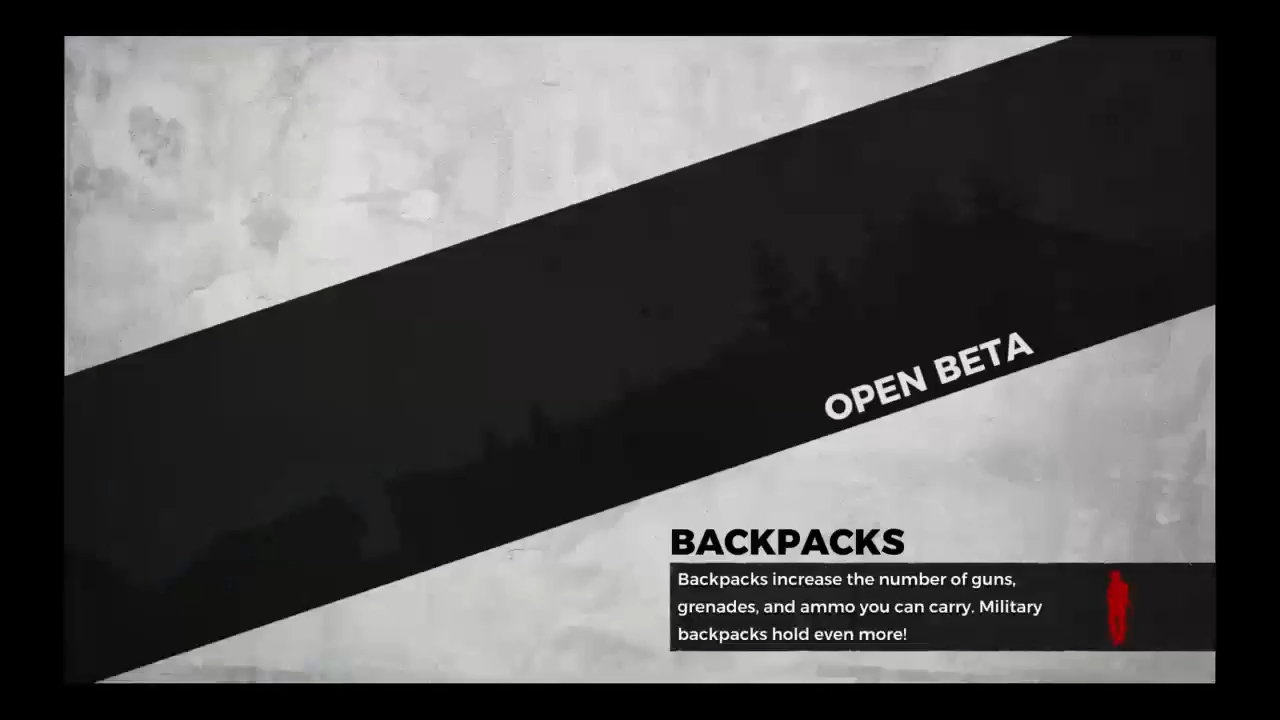 OPEN BETA
BACKPACKS
Backpacks increase the number of guns,
grenades, and ammo you can carry. Military
backpacks hold even more!